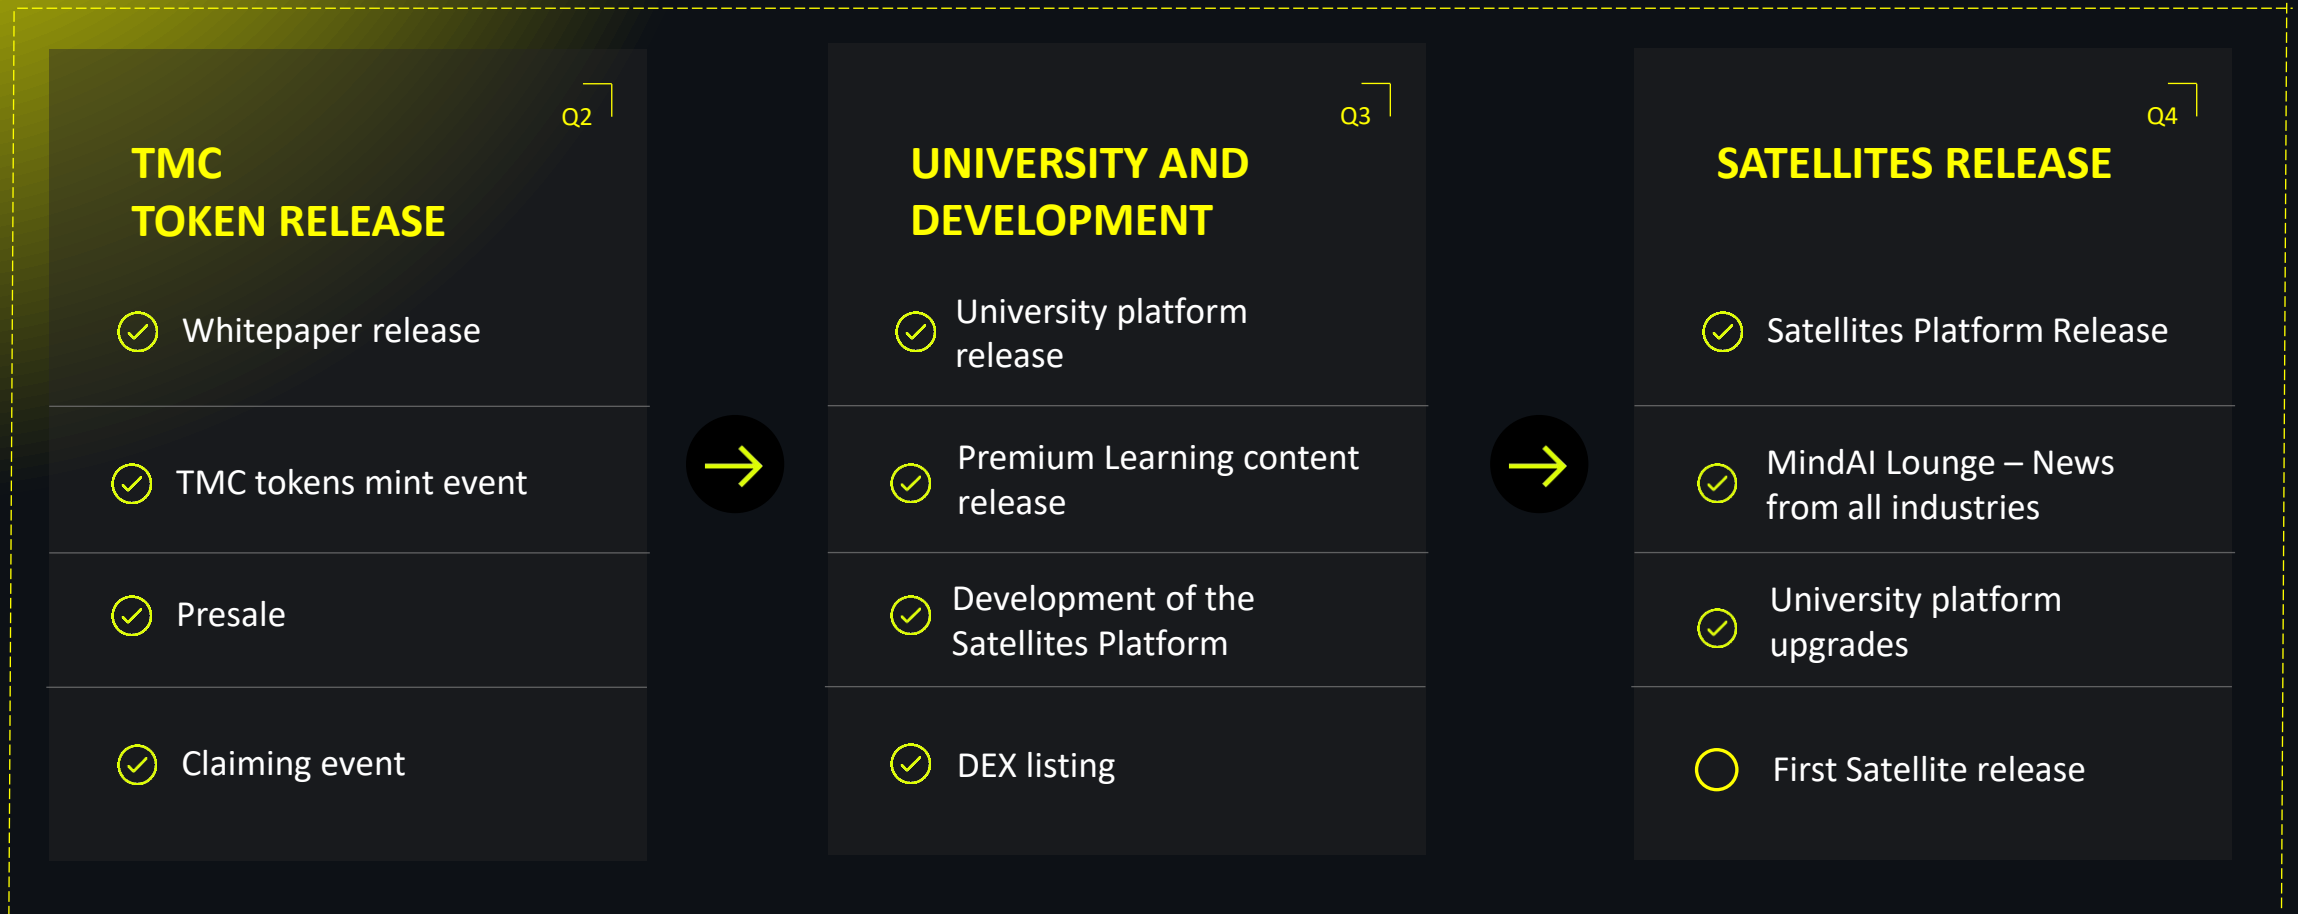 Q2
TMC
TOKEN RELEASE
Whitepaper release
TMC tokens mint event
Presale
Claiming event
Q3
UNIVERSITY AND
DEVELOPMENT
University platform
release
Premium Learning content
release
Development of the
Satellites Platform
DEX listing
Q4
SATELLITES RELEASE
Satellites Platform Release
MindAI Lounge – News
from all industries
University platform
upgrades
First Satellite release